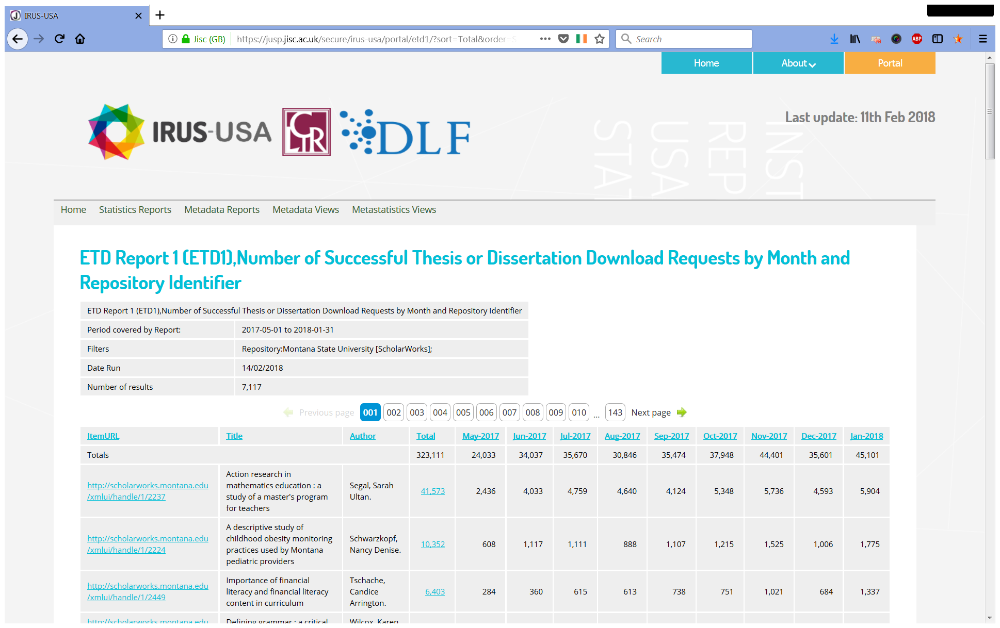 IRUS-USA
Jisc (GB) https://jusp.jisc.ac.uk/secure/irus-usa/portal/etd1/?sort=Total&order=S
Search
ABP
Home About Portal
IRUS-USA
CLIR
DLF
Last update: 11th Feb 2018
INST
REP
USA
STAT
Home Statistics Reports Metadata Reports Metadata Views Metastatistics Views
ETD Report 1 (ETD1),Number of Successful Thesis or Dissertation Download Requests by Month and
Repository Identifier
ETD Report 1 (ETD1),Number of Successful Thesis or Dissertation Download Requests by Month and Repository Identifier
Period covered by Report: 2017-05-01 to 2018-01-31
Filters Repository:Montana State University [ScholarWorks];
Date Run 14/02/2018
Number of results 7,117
Previous page 001 002 003 004 005 006 007 008 009 010 ... 143 Next page
ItemURL Title Author Total May-2017 Jun-2017 Jul-2017 Aug-2017 Sep-2017 Oct-2017 Nov-2017 Dec-2017 Jan-2018
Totals 323,111 24,033 34,037 35,670 30,846 35,474 37,948 44,401 35,601 45,101
http://scholarworks.montana.edu
/xmlui/handle/1/2237
Action research in
mathematics education : a
study of a master's program
for teachers
Segal, Sarah
Ultan.
41,573 2,436 4,033 4,759 4,640 4,124 5,348 5,736 4,593 5,904
http://scholarworks.montana.edu
/xmlui/handle/1/2224
A descriptive study of
childhood obesity monitoring
practices used by Montana
pediatric providers
Schwarzkopf,
Nancy Denise.
10,352 608 1,117 1,111 888 1,107 1,215 1,525 1,006 1,775
http://scholarworks.montana.edu
/xmlui/handle/1/2449
Importance of financial
literacy and financial literacy
content in curriculum
Tschache,
Candice
Arrington.
6,403 284 360 615 613 738 751 1,021 684 1,337
http://scholarworks.montana.edu
Defining grammar : a critical
Wilcox, Karen